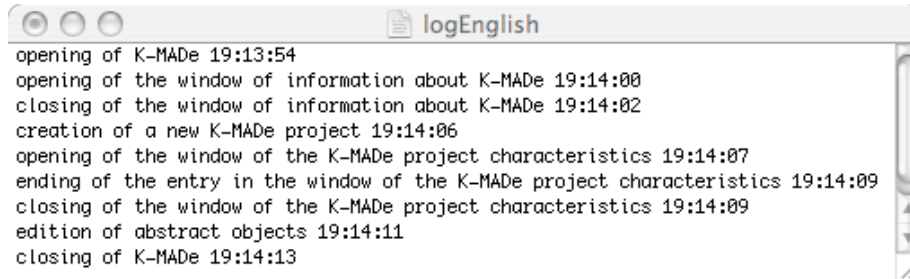 logEnglish
opening of K-MADe 19:13:54
opening of the window of information about K-MADe 19:14:00
closing of the window of information about K-MADe 19:14:02
creation of a new K-MADe project 19:14:06
opening of the window of the K-MADe project characteristics 19:14:07
ending of the entry in the window of the K-MADe project characteristics 19:14:09
closing of the window of the K-MADe project characteristics 19:14:09
edition of abstract objects 19:14:11
closing of K-MADe 19:14:13